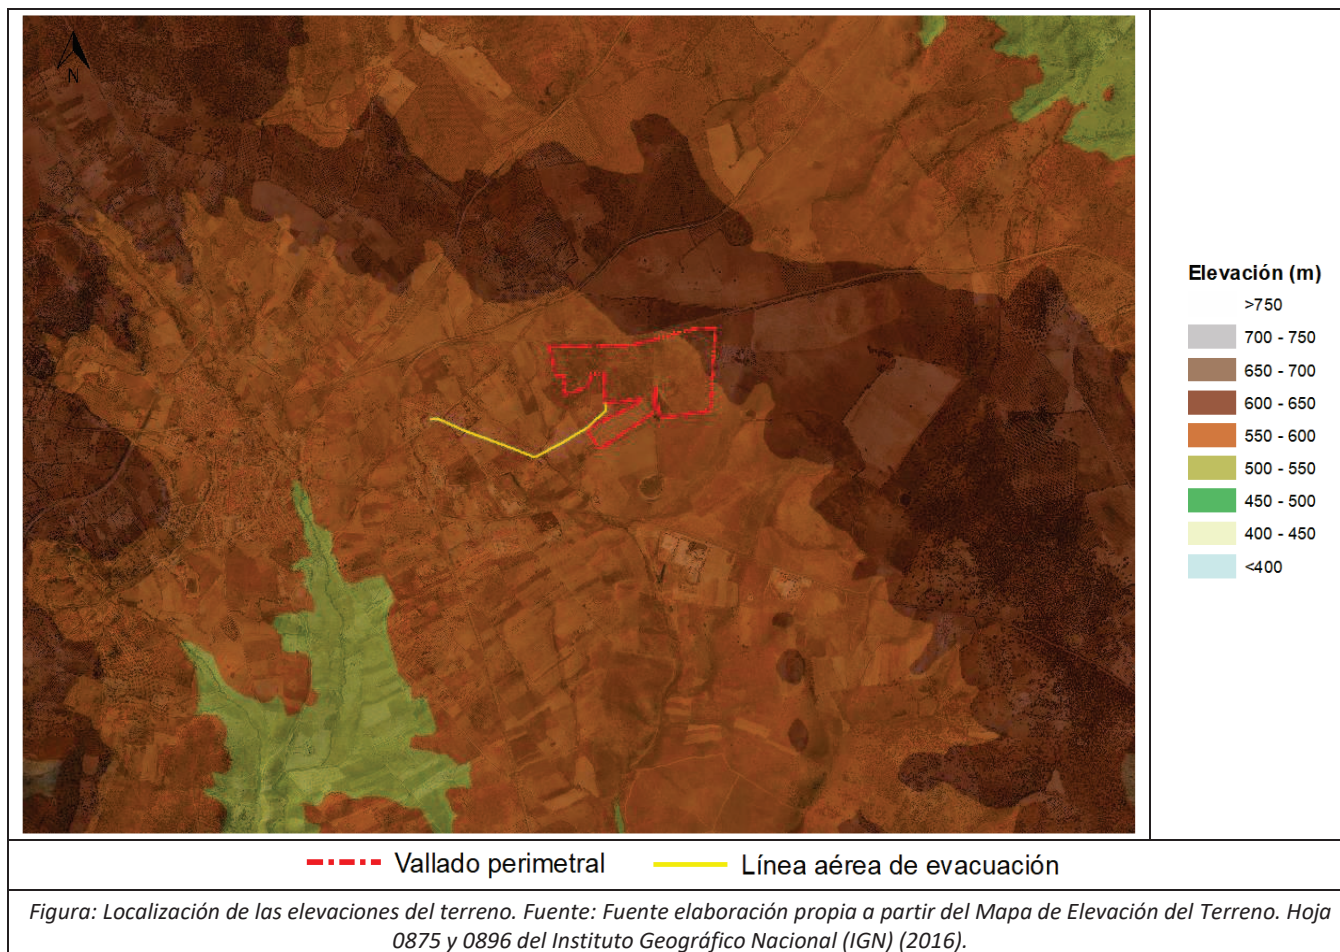 N
Elevación (m)
>750
700 - 750
650 - 700
600 - 650
550 - 600
500 - 550
450 - 500
400 - 450
<400
Vallado perimetral
Línea aérea de evacuación
Figura: Localización de las elevaciones del terreno. Fuente: Fuente elaboración propia a partir del Mapa de Elevación del Terreno. Hoja
0875 y 0896 del Instituto Geográfico Nacional (IGN) (2016).